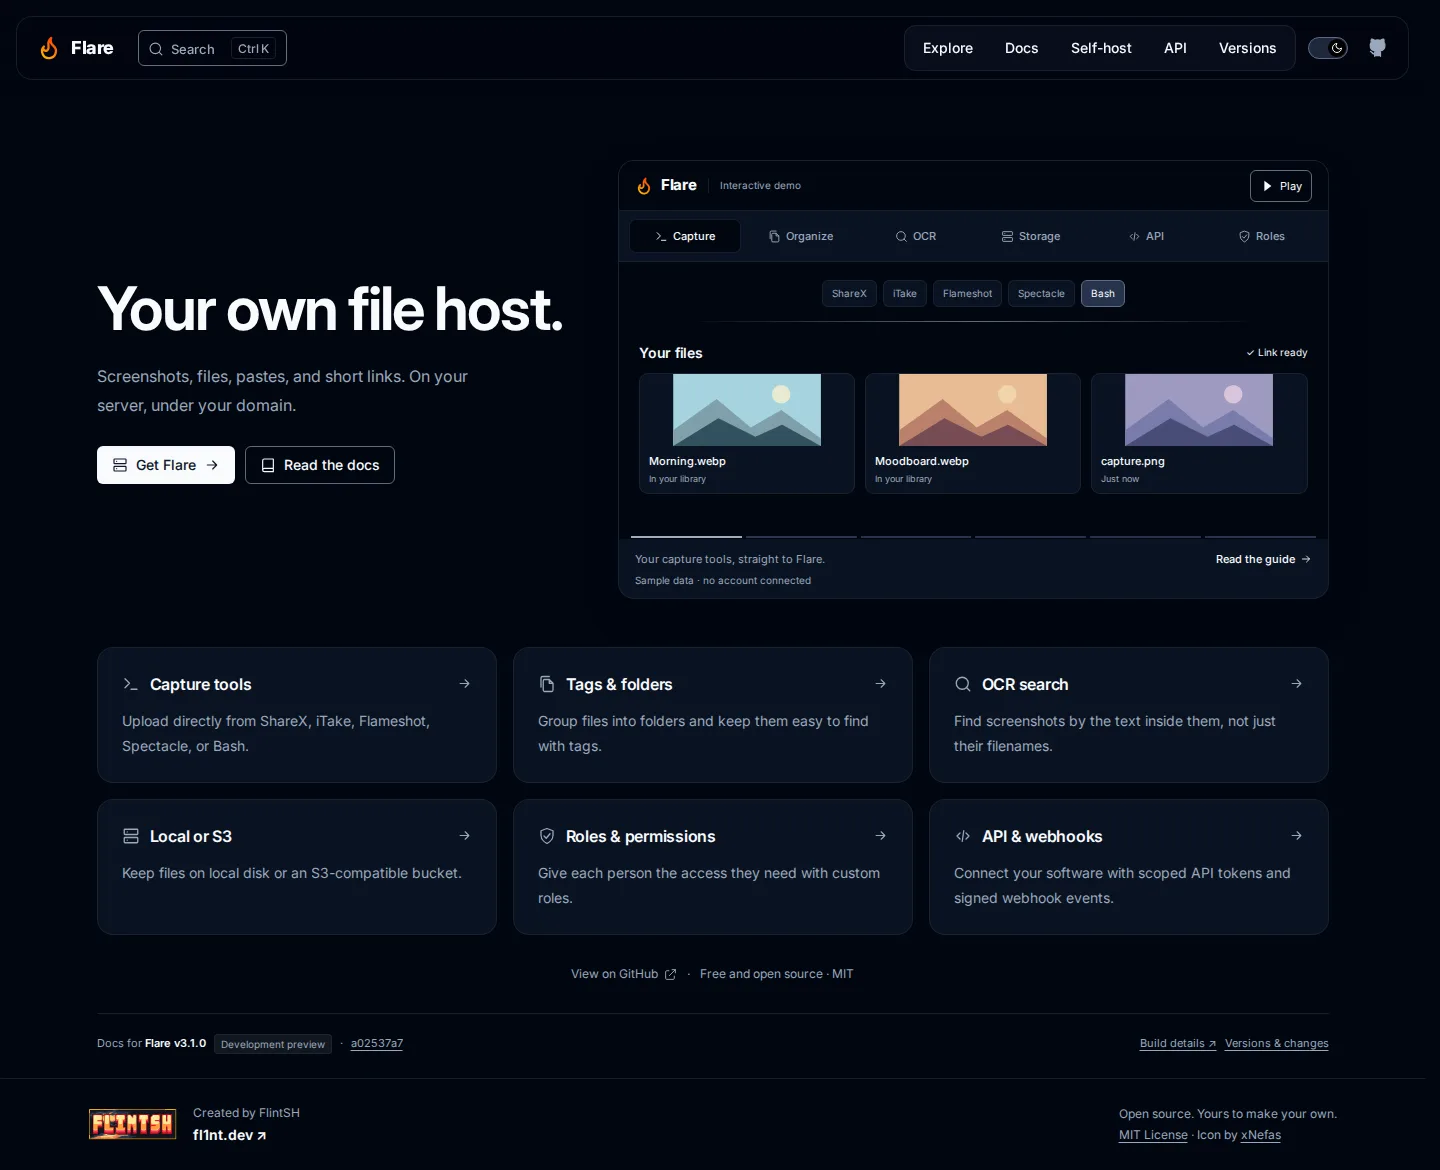 Flare
Search
Ctrl K
Explore
Docs
Self-host
API
Versions
Flare
Interactive demo
Play
Capture
Organize
OCR
Storage
API
Roles
ShareX
iTake
Flameshot
Spectacle
Bash
Your own file host.
Screenshots, files, pastes, and short links. On your
server, under your domain.
Get Flare
Read the docs
Your files
Link ready
Morning.webp
In your library
Moodboard.webp
In your library
capture.png
Just now
Your capture tools, straight to Flare.
Read the guide →
Sample data · no account connected
Capture tools
Upload directly from ShareX, iTake, Flameshot,
Spectacle, or Bash.
Tags & folders
Group files into folders and keep them easy to find
with tags.
OCR search
Find screenshots by the text inside them, not just
their filenames.
Local or S3
Keep files on local disk or an S3-compatible bucket.
Roles & permissions
Give each person the access they need with custom
roles.
API & webhooks
Connect your software with scoped API tokens and
signed webhook events.
View on GitHub · Free and open source · MIT
Docs for Flare v3.1.0 Development preview · a02537a7
Build details ↗ Versions & changes
FLINTSH
Created by FlintSH
fl1nt.dev ↗
Open source. Yours to make your own.
MIT License · Icon by xNefas